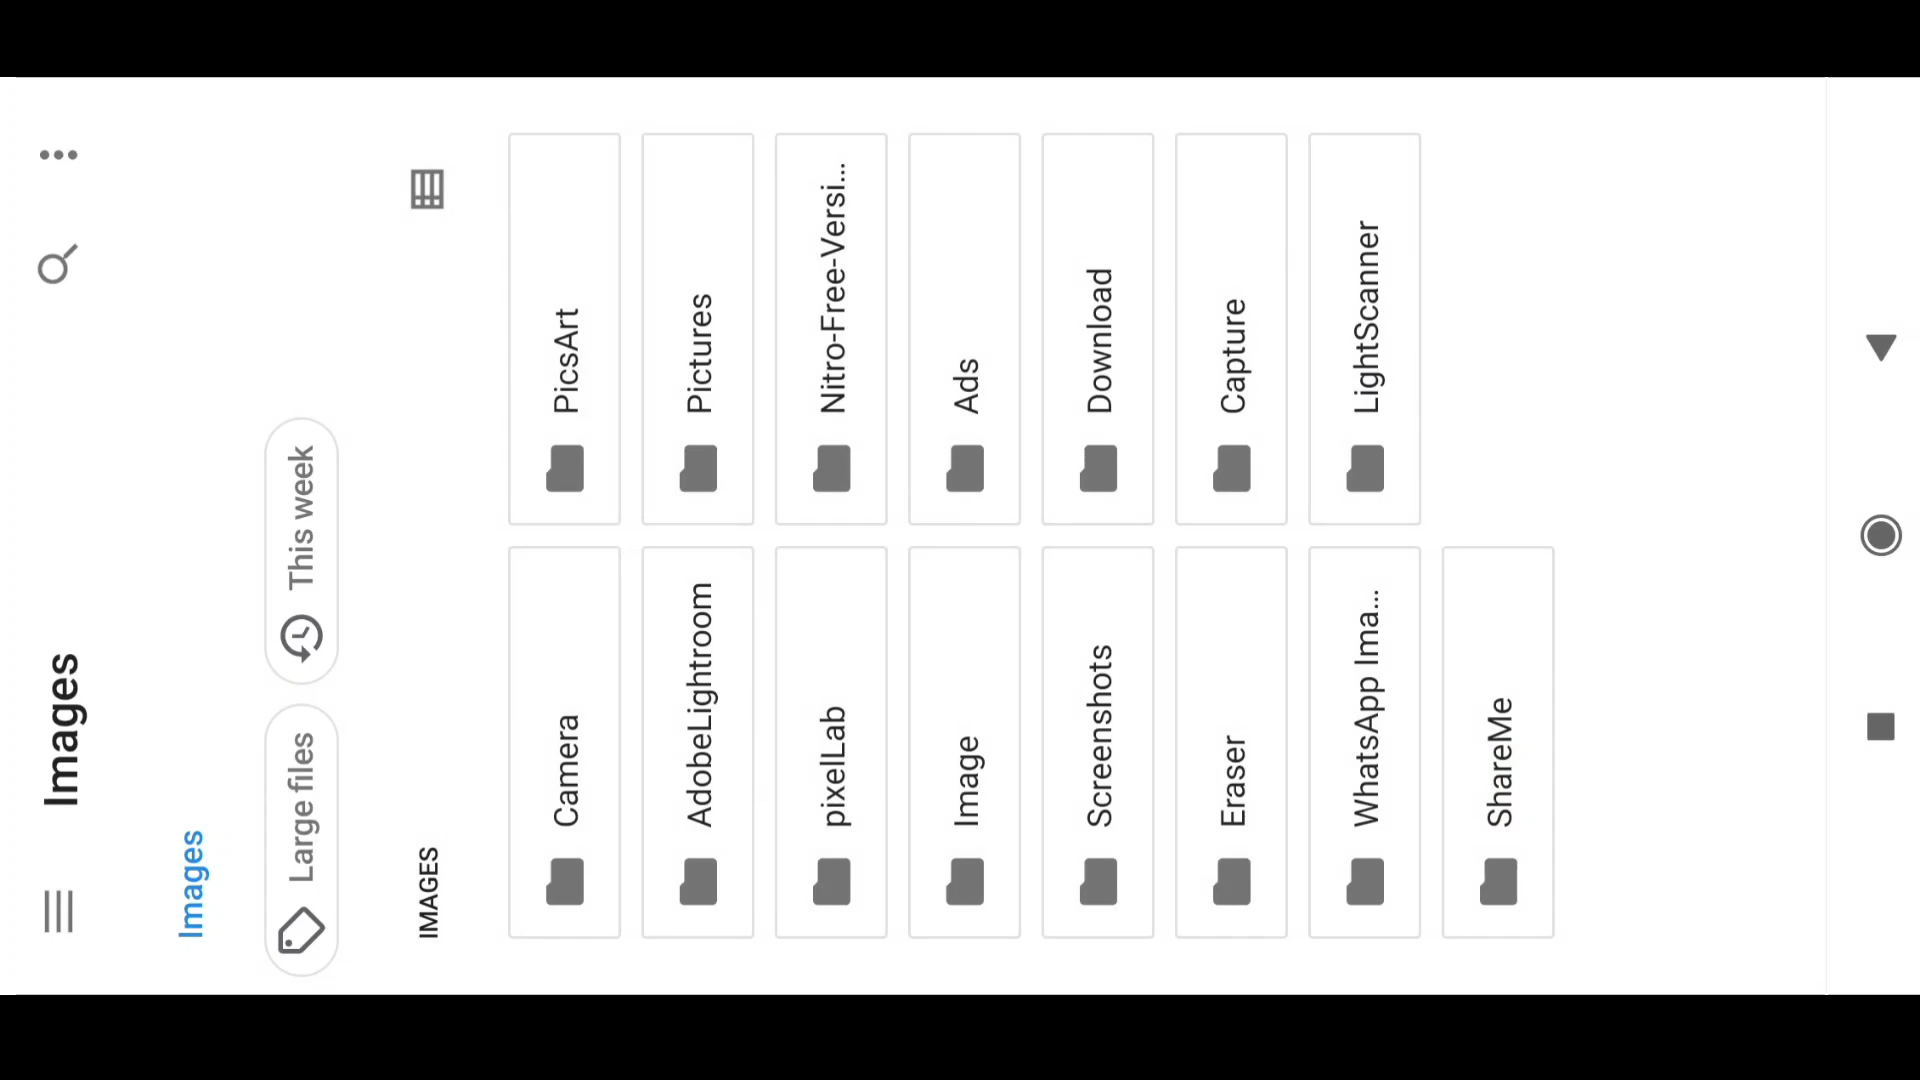 Images
Images
Large files
This week
IMAGES
Camera
PicsArt
AdobeLightroom
Pictures
pixelLab
Nitro-Free-Versi...
Image
Ads
Screenshots
Download
Eraser
Capture
WhatsApp Ima...
LightScanner
ShareMe